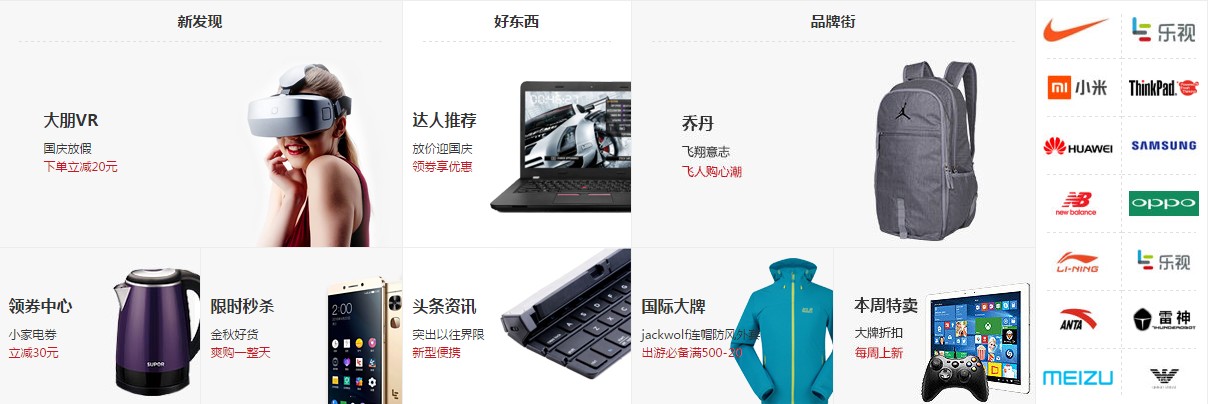 新发现
大朋VR
国庆放假
下单立减20元
领券中心
小家电券
立减30元
SUPOR
限时秒杀
金秋好货
爽购一整天
2:00
好东西
达人推荐
放价迎国庆
领券享优惠
头条资讯
突出以往界限
新型便携
品牌街
乔丹
飞翔意志
飞人购心潮
国际大牌
jackwolf连帽防风外套
出游必备满500-20
本周特卖
大牌折扣
每周上新
乐视
小米
ThinkPad
HUAWEI
SAMSUNG
new balance
oppo
LI-NING
乐视
ANTA
雷神
THUNDEROBOT
MEIZU